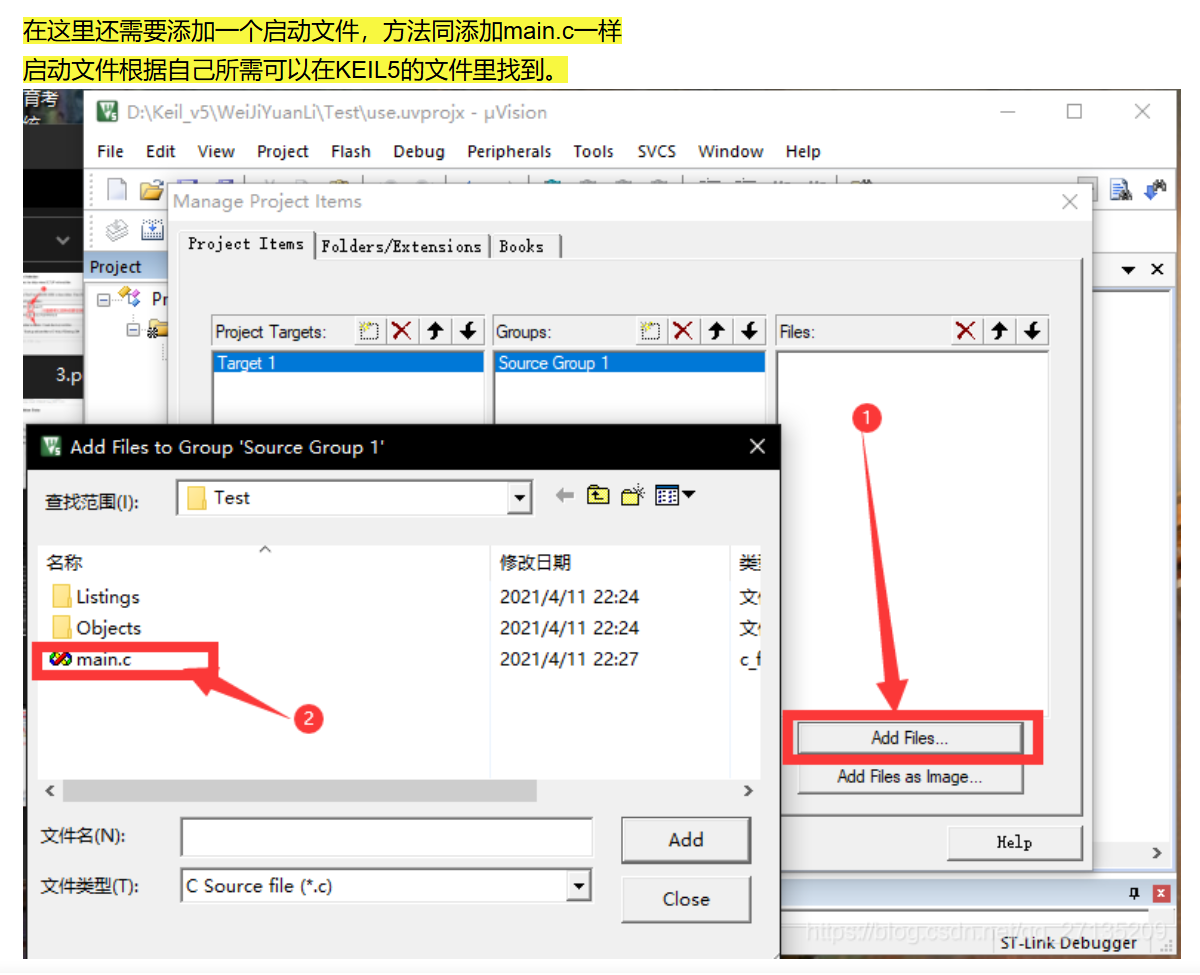 在这里还需要添加一个启动文件，方法同添加main.c一样
启动文件根据自己所需可以在KEIL5的文件里找到。
育考
D:\Keil_v5\WeiJiYuanLi\Test\use.uvprojx - µVision
File Edit View Project Flash Debug Peripherals Tools SVCS Window Help
Manage Project Items
Project Items Folders/Extensions Books
Project
Pr
Project Targets: Groups: Files:
Target 1 Source Group 1
3.p
1
Add Files to Group 'Source Group 1'
查找范围(I): Test
名称 修改日期 类型
Listings 2021/4/11 22:24 文
Objects 2021/4/11 22:24 文
main.c 2021/4/11 22:27 c_f
2
Add Files...
Add Files as Image...
文件名(N): Add
Help
文件类型(T): C Source file (*.c)
Close
https://blog.csdn.net/qq_27135209
ST-Link Debugger